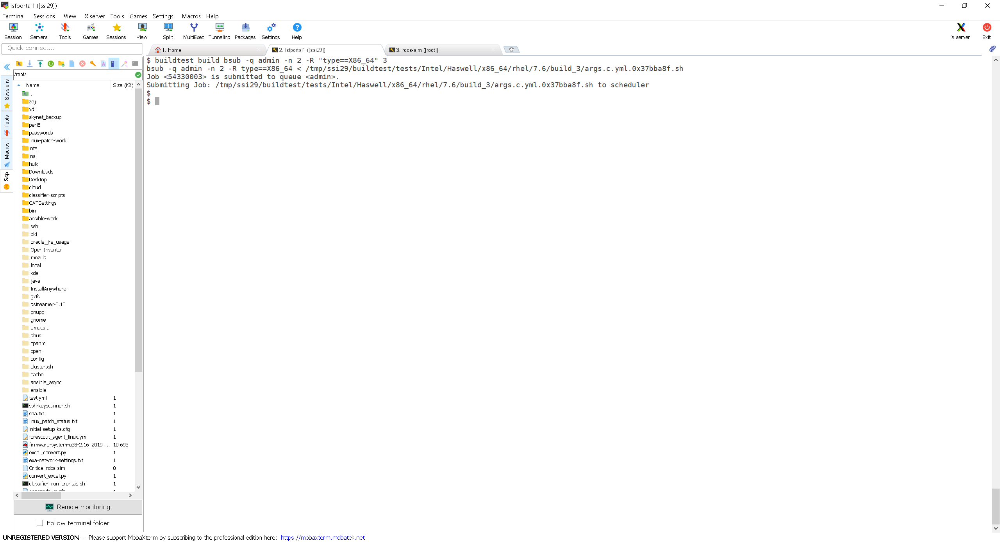 lsfportal1 ([ssi29])
Terminal Sessions View X server Tools Games Settings Macros Help
Session Servers Tools Games Sessions View Split MultiExec Tunneling Packages Settings Help X server Exit
Quick connect...
1. Home 2. lsfportal1 ([ssi29]) 3. rdcs-sim ([root])
Sessions
Tools
Macros
Scp
/root/
Name Size (KB)
..
zej
xdi
skynet_backup
perl5
passwords
linux-patch-work
intel
ins
hulk
Downloads
Desktop
cloud
classifier-scripts
CATSettings
bin
ansible-work
.ssh
.pki
.oracle_jre_usage
.Open Inventor
.mozilla
.local
.kde
.java
.InstallAnywhere
.gvfs
.gstreamer-0.10
.gnupg
.gnome
.emacs.d
.dbus
.cpanm
.cpan
.config
.clusterssh
.cache
.ansible_async
.ansible
test.yml 1
ssh-keyscanner.sh 1
sna.txt 1
linux_patch_status.txt 1
initial-setup-ks.cfg 1
forescout_agent_linux.yml 1
firmware-system-u38-2.16_2019_... 10 693
excel_convert.py 1
exa-network-settings.txt 1
Critical.rdcs-sim 0
convert_excel.py 1
classifier_run_crontab.sh 1
Remote monitoring
Follow terminal folder
$ buildtest build bsub -q admin -n 2 -R "type==X86_64" 3
bsub -q admin -n 2 -R type==X86_64 < /tmp/ssi29/buildtest/tests/Intel/Haswell/x86_64/rhel/7.6/build_3/args.c.yml.0x37bba8f.sh
Job <54330003> is submitted to queue <admin>.
Submitting Job: /tmp/ssi29/buildtest/tests/Intel/Haswell/x86_64/rhel/7.6/build_3/args.c.yml.0x37bba8f.sh to scheduler
$
$
UNREGISTERED VERSION - Please support MobaXterm by subscribing to the professional edition here: https://mobaxterm.mobatek.net